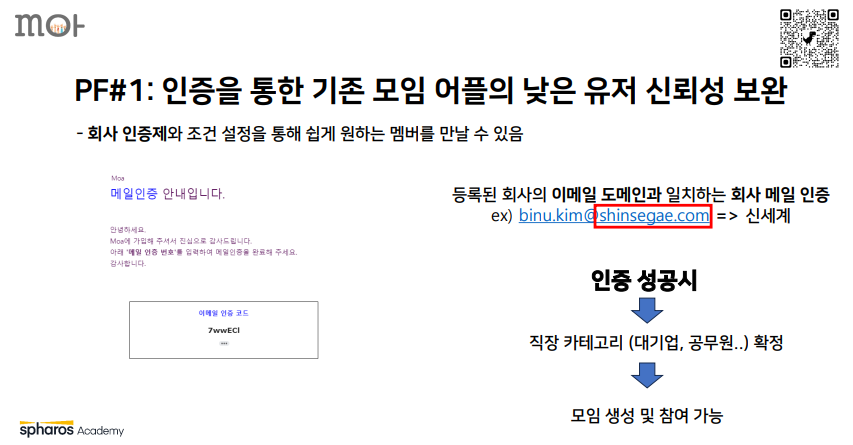 moa
PF#1: 인증을 통한 기존 모임 어플의 낮은 유저 신뢰성 보완
- 회사 인증제와 조건 설정을 통해 쉽게 원하는 멤버를 만날 수 있음
Moa
메일인증 안내입니다.
안녕하세요.
Moa에 가입해 주셔서 진심으로 감사드립니다.
아래 '메일 인증 번호'를 입력하여 메일인증을 완료해 주세요.
감사합니다.
이메일 인증 코드
7wwECl
등록된 회사의 이메일 도메인과 일치하는 회사 메일 인증
ex) binu.kim@shinsegae.com => 신세계
인증 성공시
직장 카테고리 (대기업, 공무원..) 확정
모임 생성 및 참여 가능
spharos Academy